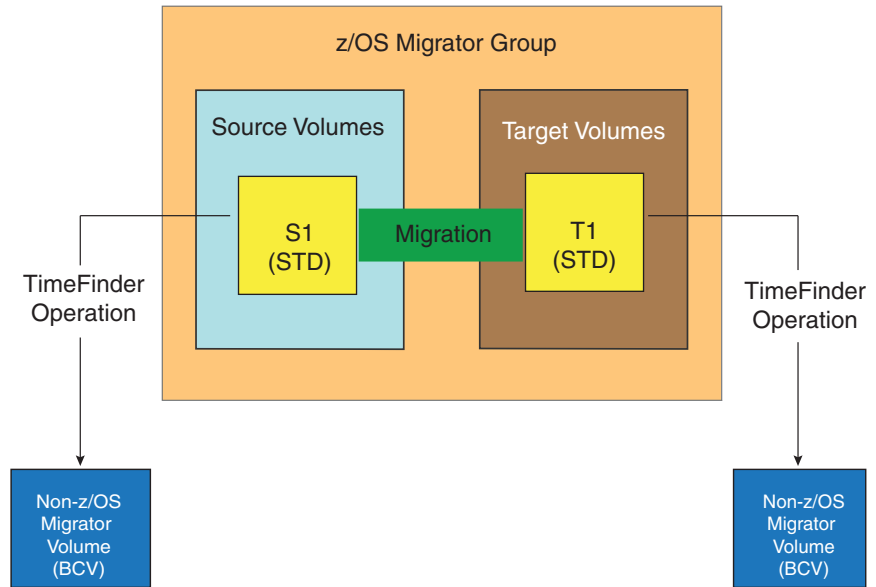 z/OS Migrator Group
Source Volumes
Target Volumes
S1
(STD)
Migration
T1
(STD)
TimeFinder
Operation
TimeFinder
Operation
Non-z/OS
Migrator
Volume
(BCV)
Non-z/OS
Migrator
Volume
(BCV)